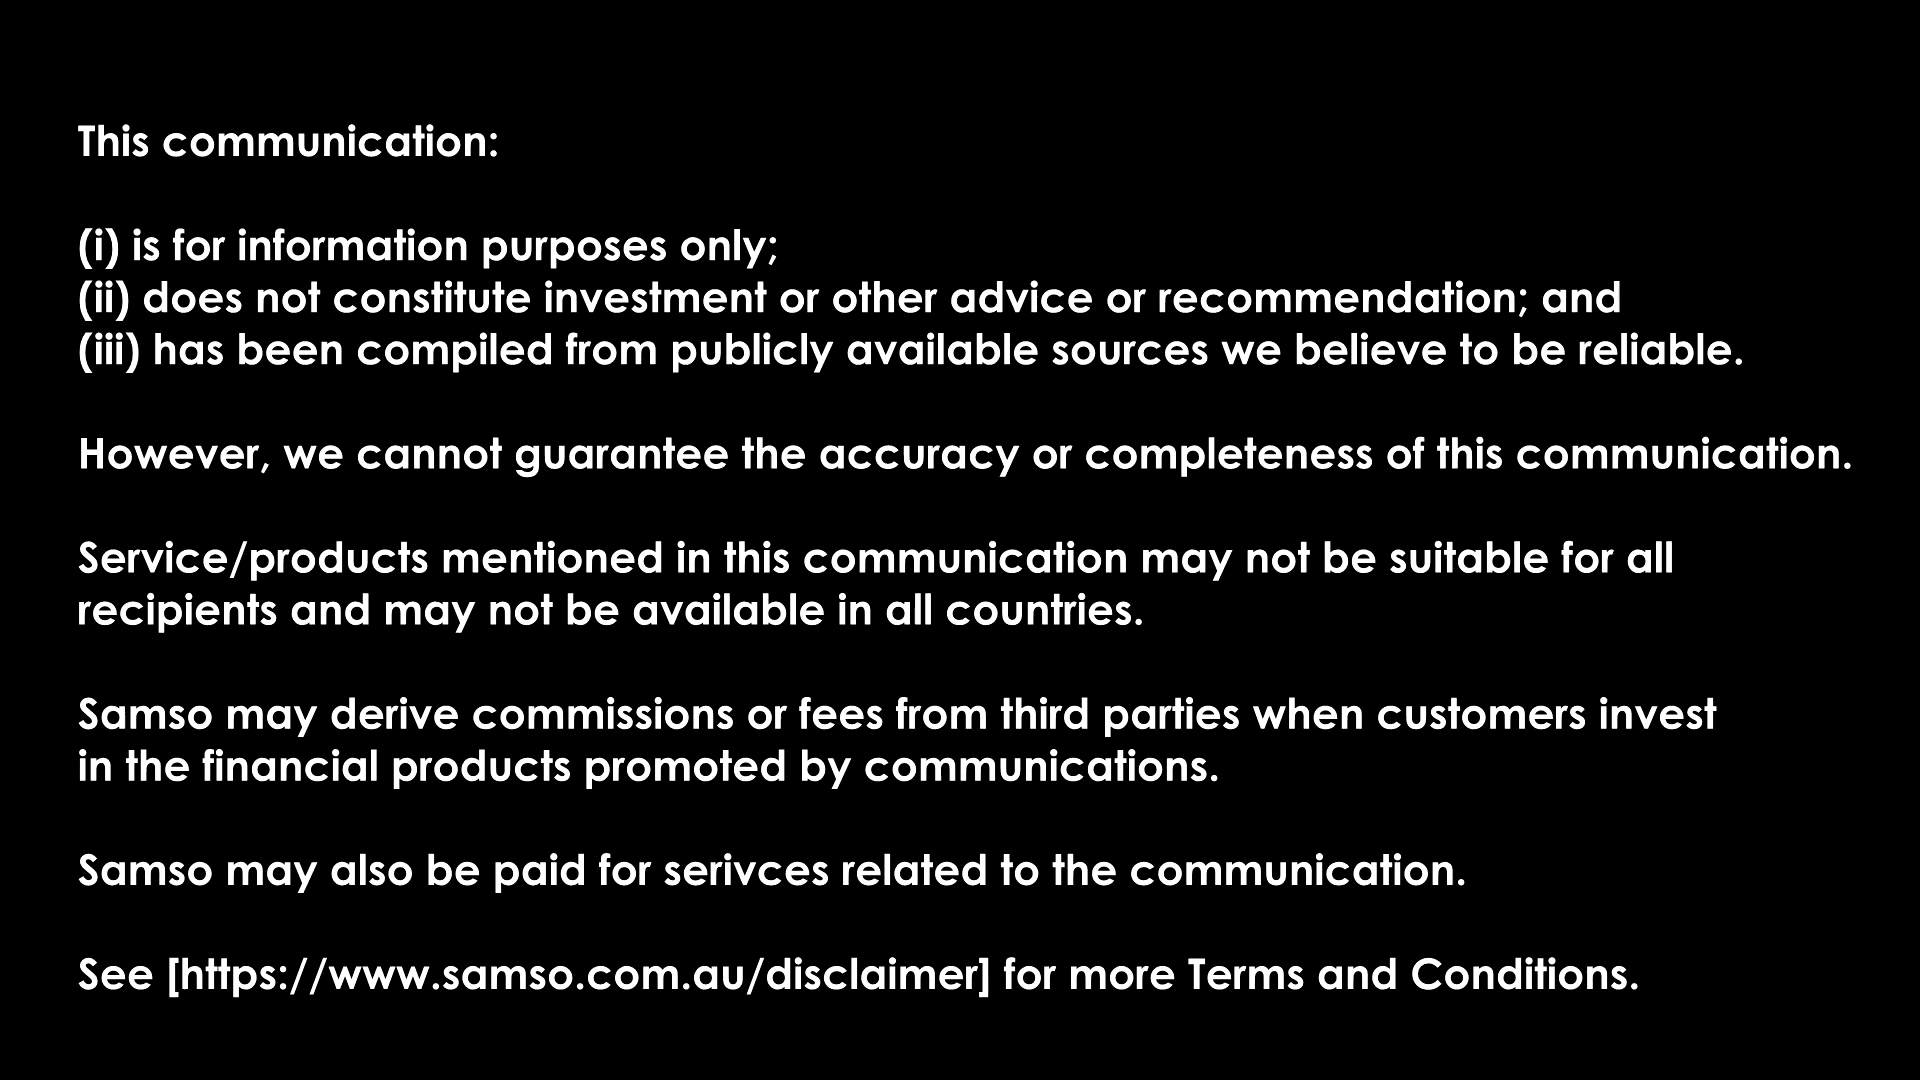 This communication:
(i) is for information purposes only;
(ii) does not constitute investment or other advice or recommendation; and
(iii) has been compiled from publicly available sources we believe to be reliable.
However, we cannot guarantee the accuracy or completeness of this communication.
Service/products mentioned in this communication may not be suitable for all
recipients and may not be available in all countries.
Samso may derive commissions or fees from third parties when customers invest
in the financial products promoted by communications.
Samso may also be paid for serivces related to the communication.
See [https://www.samso.com.au/disclaimer] for more Terms and Conditions.